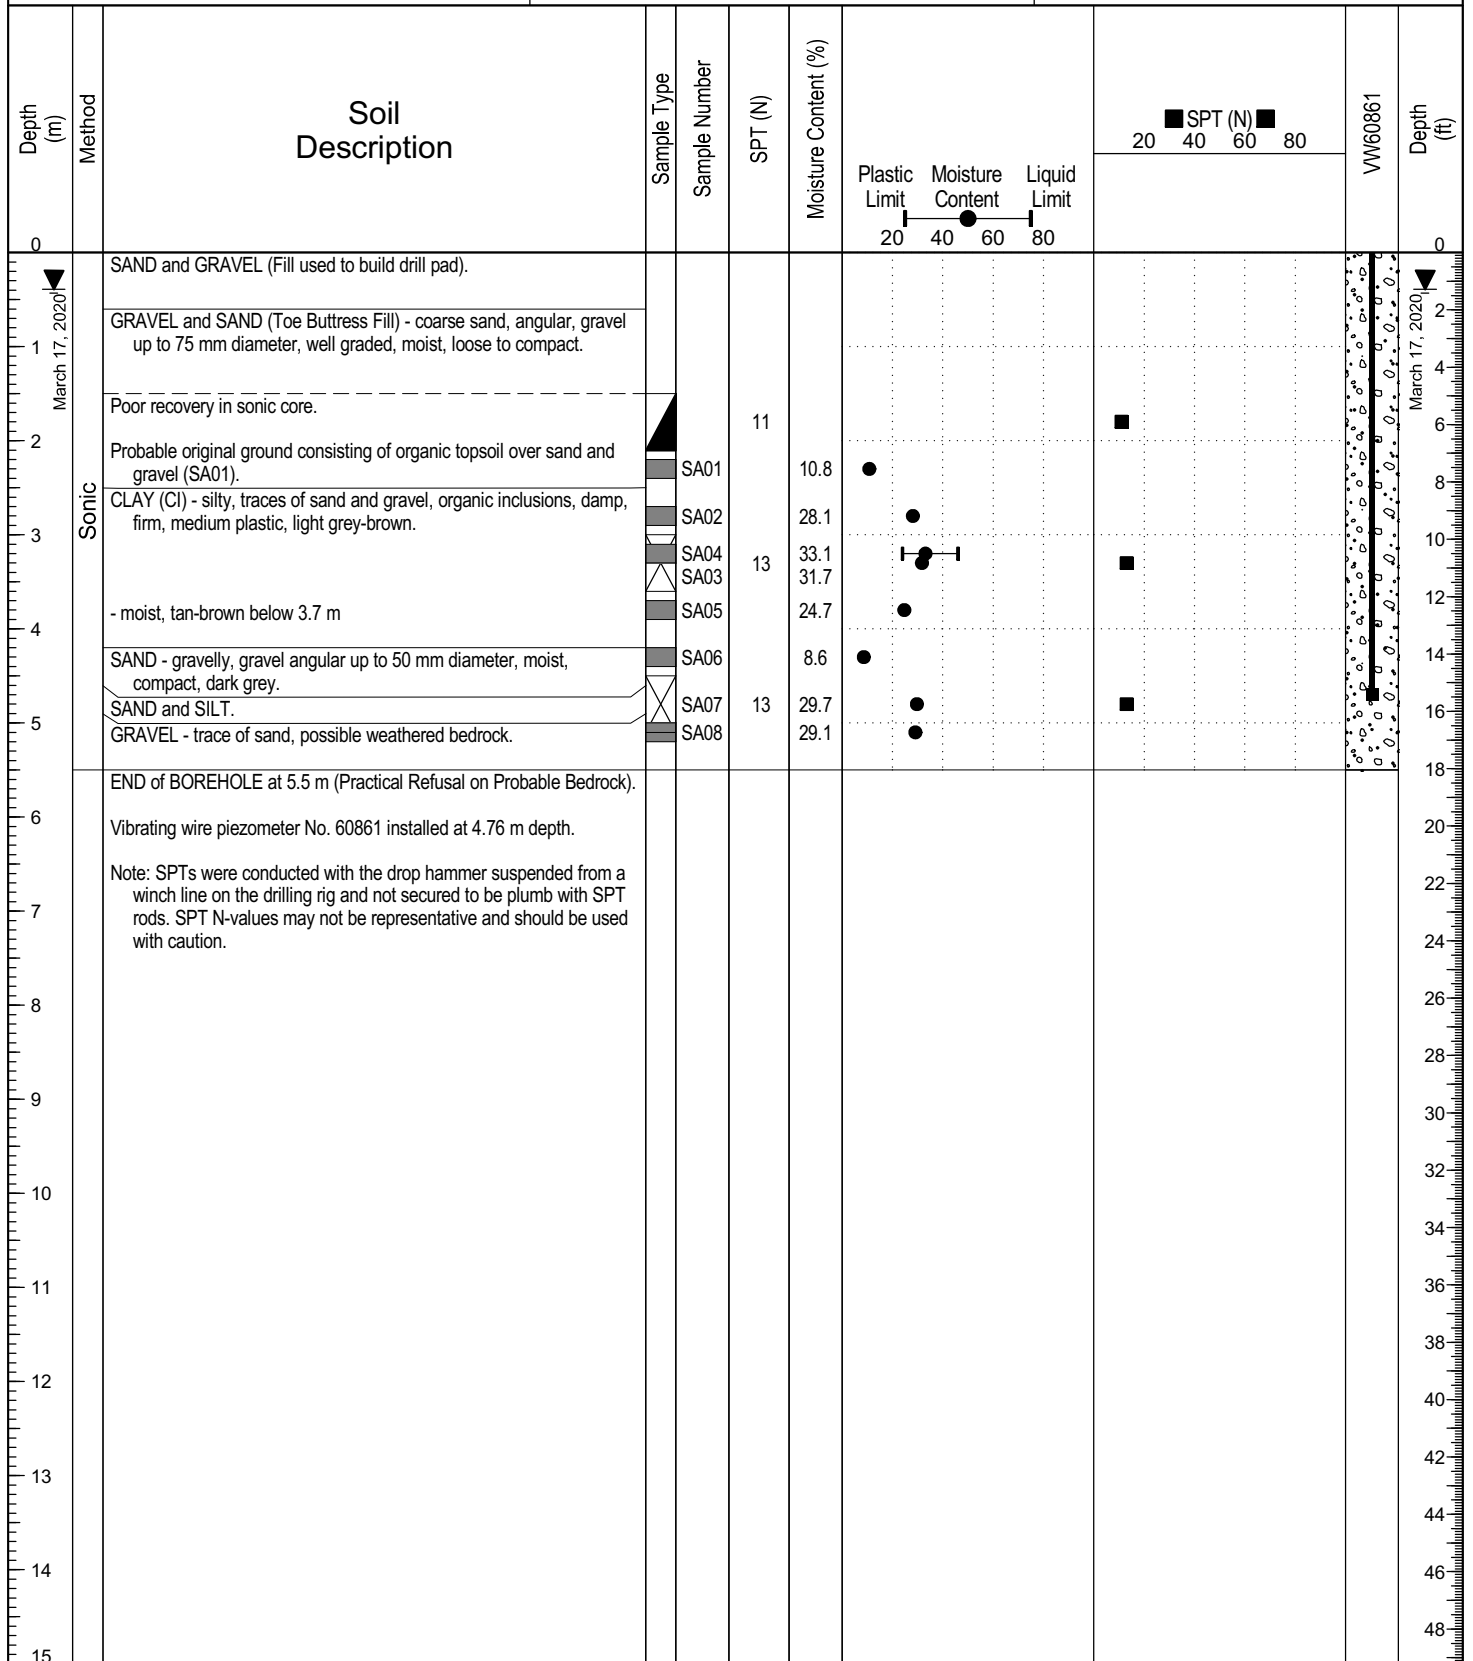 Depth
(m)
Method
Soil
Description
Sample Type
Sample Number
SPT (N)
Moisture Content (%)
Plastic Moisture Liquid
Limit Content Limit
20 40 60 80
SPT (N)
20 40 60 80
VW60861
Depth
(ft)
0
0
March 17, 2020
Sonic
March 17, 2020
SAND and GRAVEL (Fill used to build drill pad).
2
GRAVEL and SAND (Toe Buttress Fill) - coarse sand, angular, gravel
1 up to 75 mm diameter, well graded, moist, loose to compact.
4
Poor recovery in sonic core.
11
6
2
Probable original ground consisting of organic topsoil over sand and
gravel (SA01).
SA01 10.8
8
CLAY (CI) - silty, traces of sand and gravel, organic inclusions, damp,
firm, medium plastic, light grey-brown.
SA02 28.1
3
10
SA04 33.1
13
SA03 31.7
12
- moist, tan-brown below 3.7 m
SA05 24.7
4
14
SAND - gravelly, gravel angular up to 50 mm diameter, moist,
compact, dark grey.
SA06 8.6
SAND and SILT.
SA07 13 29.7
16
5
GRAVEL - trace of sand, possible weathered bedrock.
SA08 29.1
18
END of BOREHOLE at 5.5 m (Practical Refusal on Probable Bedrock).
6
20
Vibrating wire piezometer No. 60861 installed at 4.76 m depth.
Note: SPTs were conducted with the drop hammer suspended from a
22
winch line on the drilling rig and not secured to be plumb with SPT
7 rods. SPT N-values may not be representative and should be used
with caution.
24
8
26
28
9
30
32
10
34
11
36
38
12
40
42
13
44
14
46
48
15